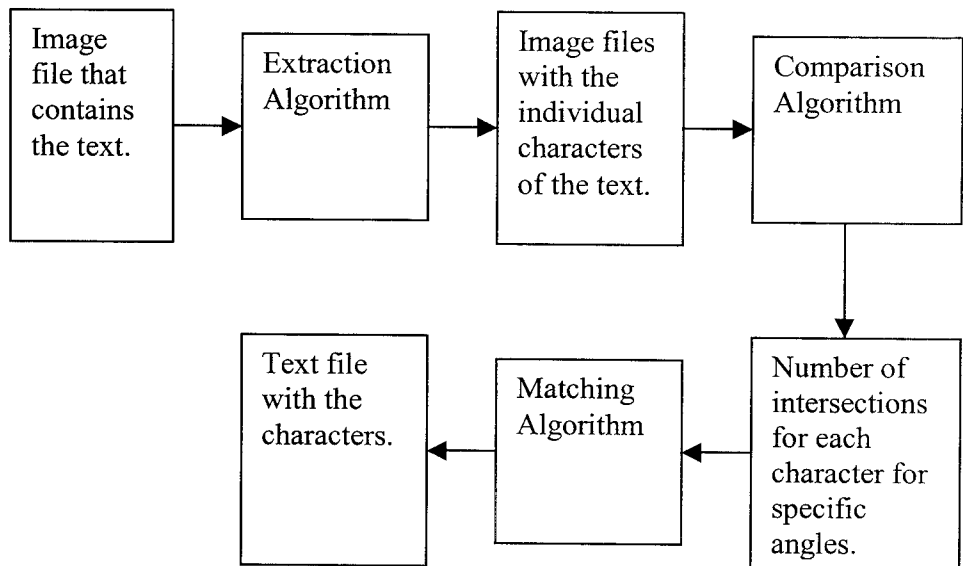 Image
file that
contains
the text.
Extraction
Algorithm
Image files
with the
individual
characters
of the text.
Comparison
Algorithm
Number of
intersections
for each
character for
specific
angles.
Matching
Algorithm
Text file
with the
characters.